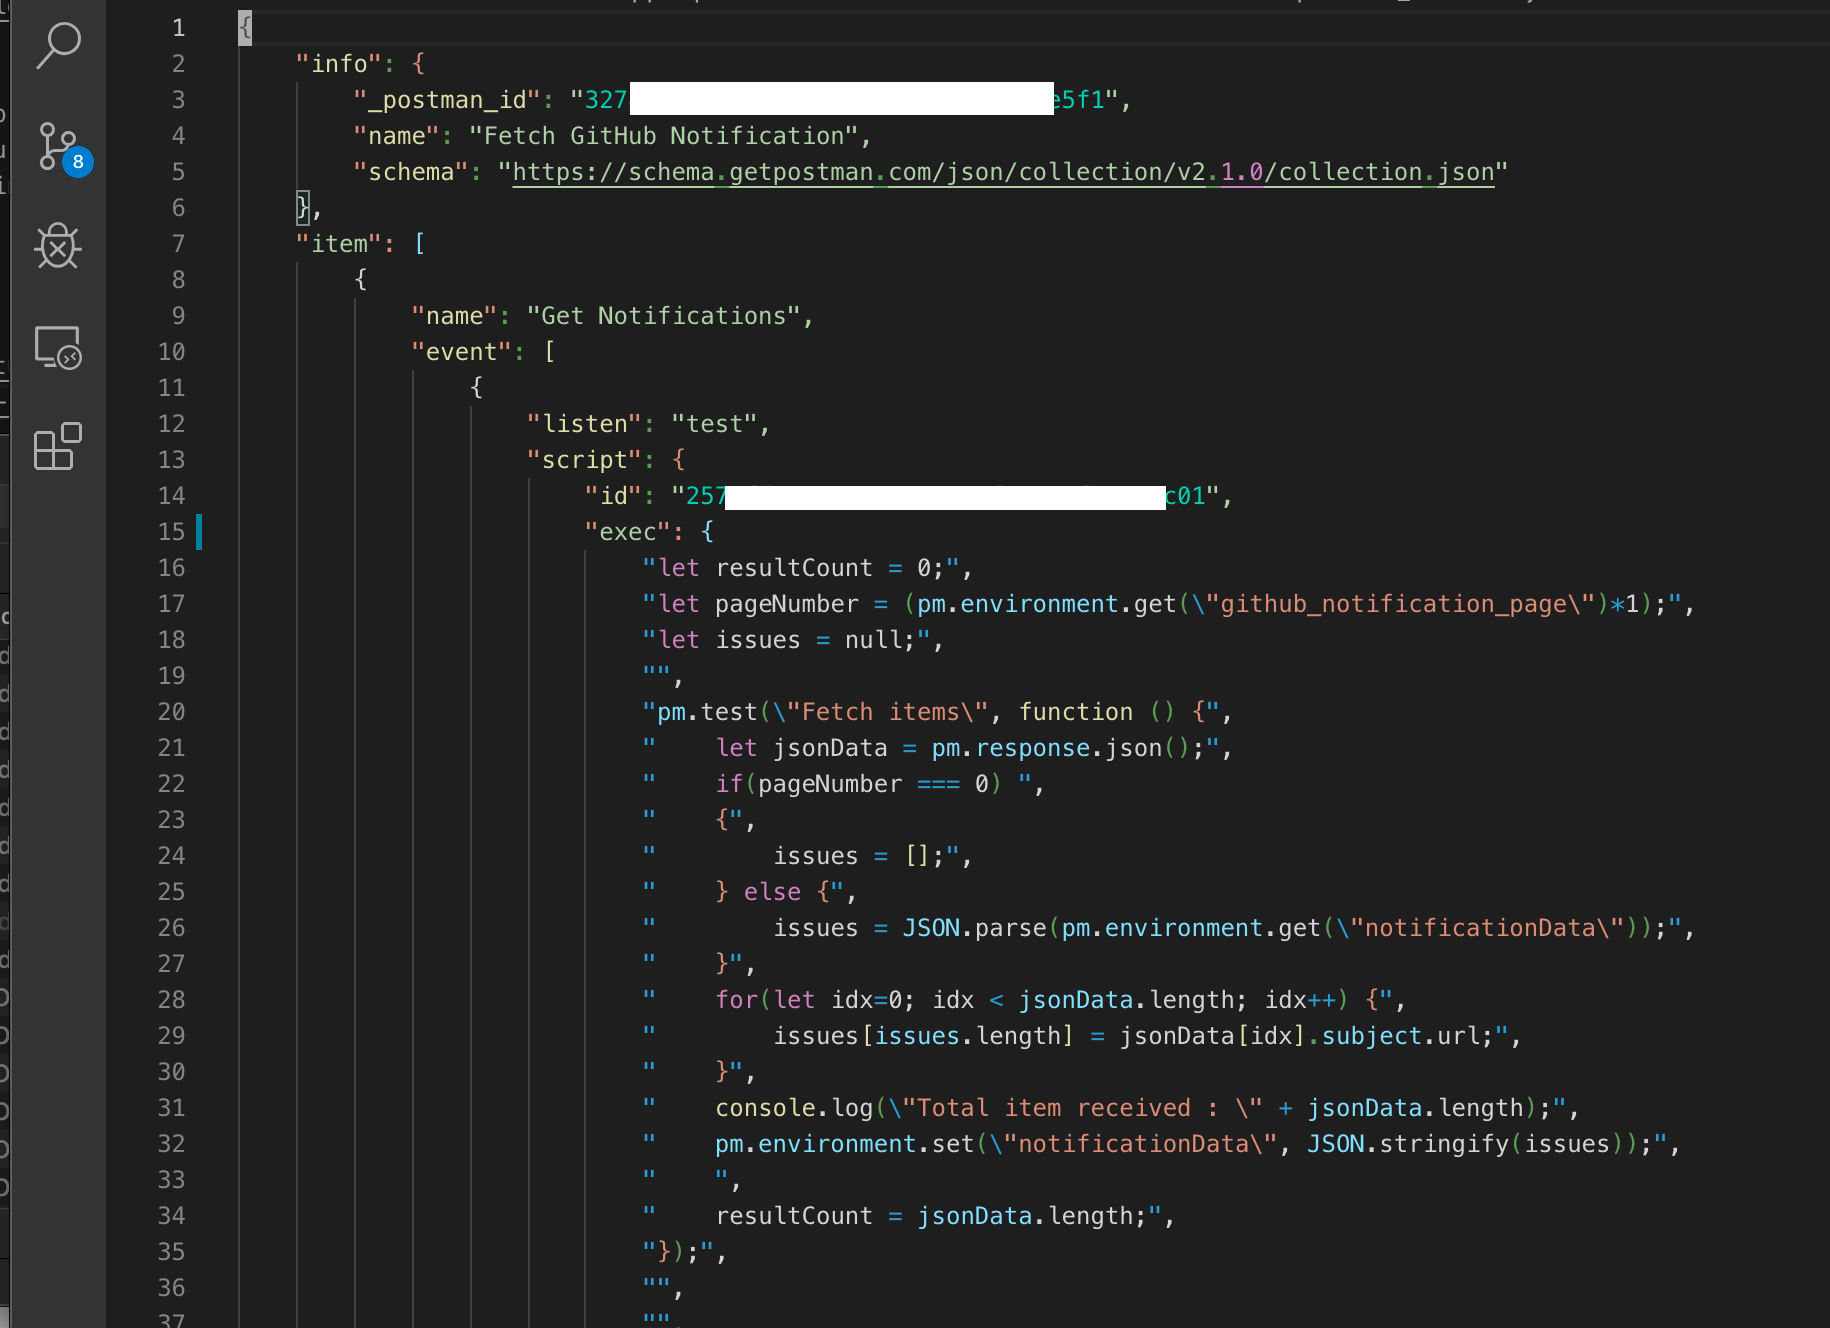 1 {
2 "info": {
3 "_postman_id": "327 e5f1",
4 "name": "Fetch GitHub Notification",
5 "schema": "https://schema.getpostman.com/json/collection/v2.1.0/collection.json"
6 },
7 "item": [
8 {
9 "name": "Get Notifications",
10 "event": [
11 {
12 "listen": "test",
13 "script": {
14 "id": "257 c01",
15 "exec": {
16 "let resultCount = 0;",
17 "let pageNumber = (pm.environment.get(\"github_notification_page\")*1);",
18 "let issues = null;",
19 "",
20 "pm.test(\"Fetch items\", function () {",
21 "    let jsonData = pm.response.json();",
22 "    if(pageNumber === 0) ",
23 "    {",
24 "        issues = [];",
25 "    } else {",
26 "        issues = JSON.parse(pm.environment.get(\"notificationData\"));",
27 "    }",
28 "    for(let idx=0; idx < jsonData.length; idx++) {",
29 "        issues[issues.length] = jsonData[idx].subject.url;",
30 "    }",
31 "    console.log(\"Total item received : \" + jsonData.length);",
32 "    pm.environment.set(\"notificationData\", JSON.stringify(issues));",
33 "    ",
34 "    resultCount = jsonData.length;",
35 "});",
36 "",
37 "",
8